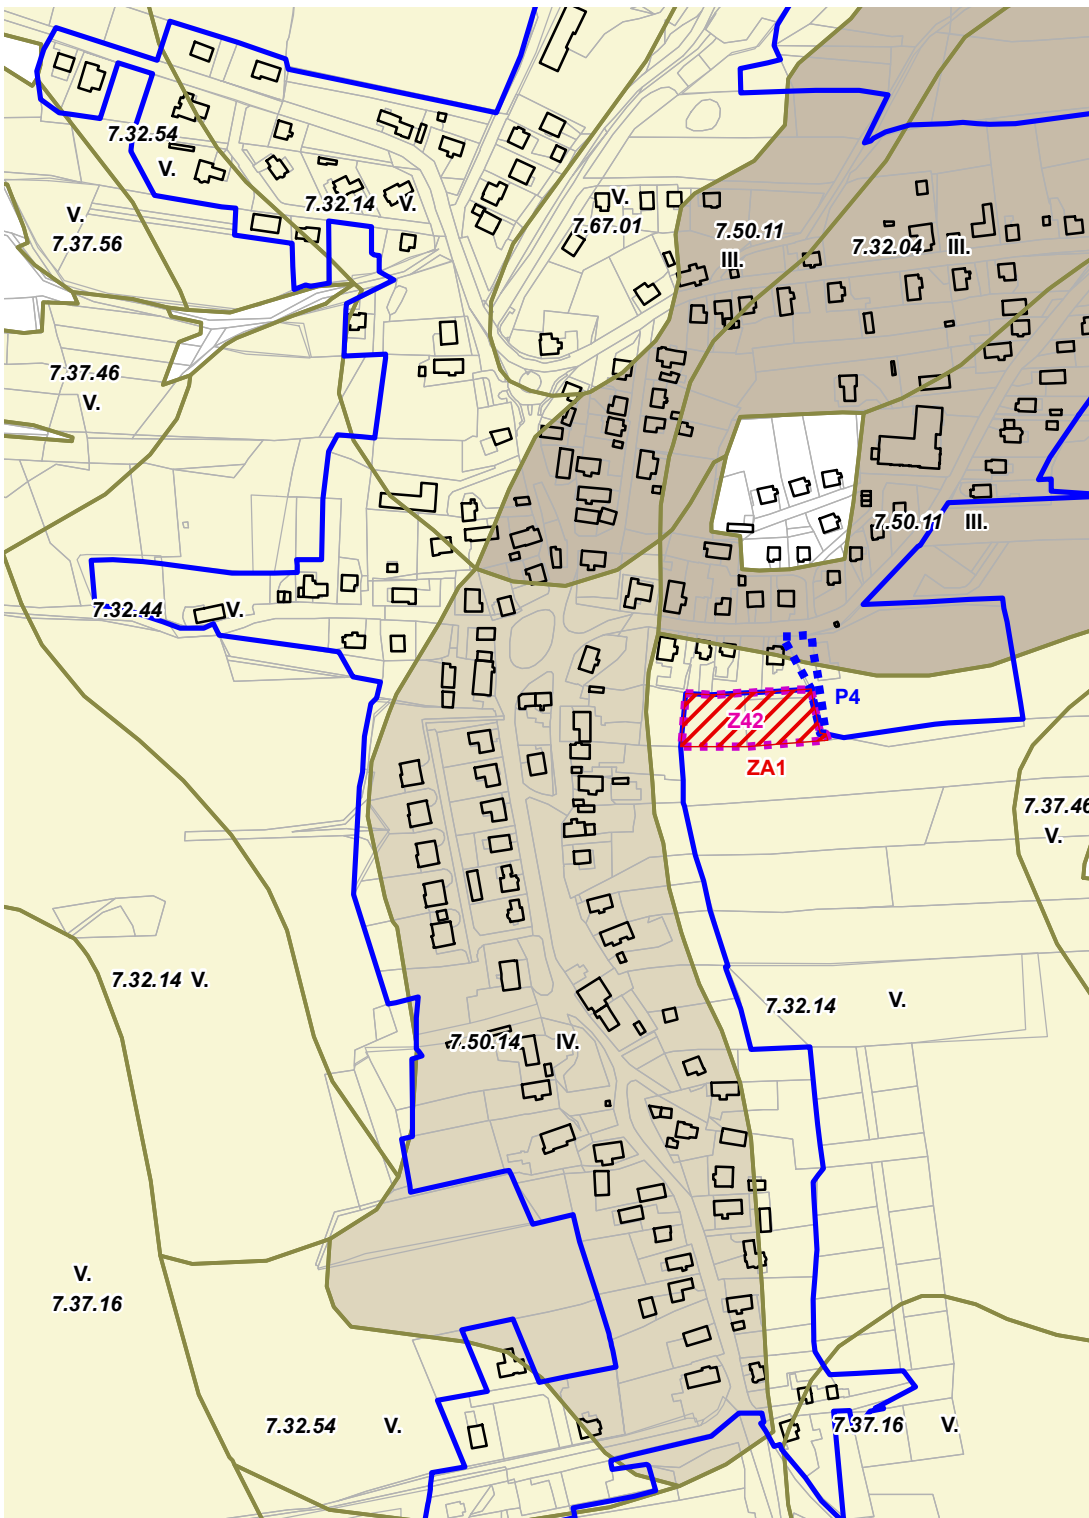 7.32.54
V.
V.
7.37.56
7.32.14 V.
V.
7.67.01
7.50.11
III.
7.32.04 III.
7.37.46
V.
7.50.11 III.
7.32.44 V.
P4
Z42
ZA1
7.37.46
V.
7.32.14 V.
7.32.14 V.
7.50.14 IV.
V.
7.37.16
7.32.54 V.
7.37.16 V.